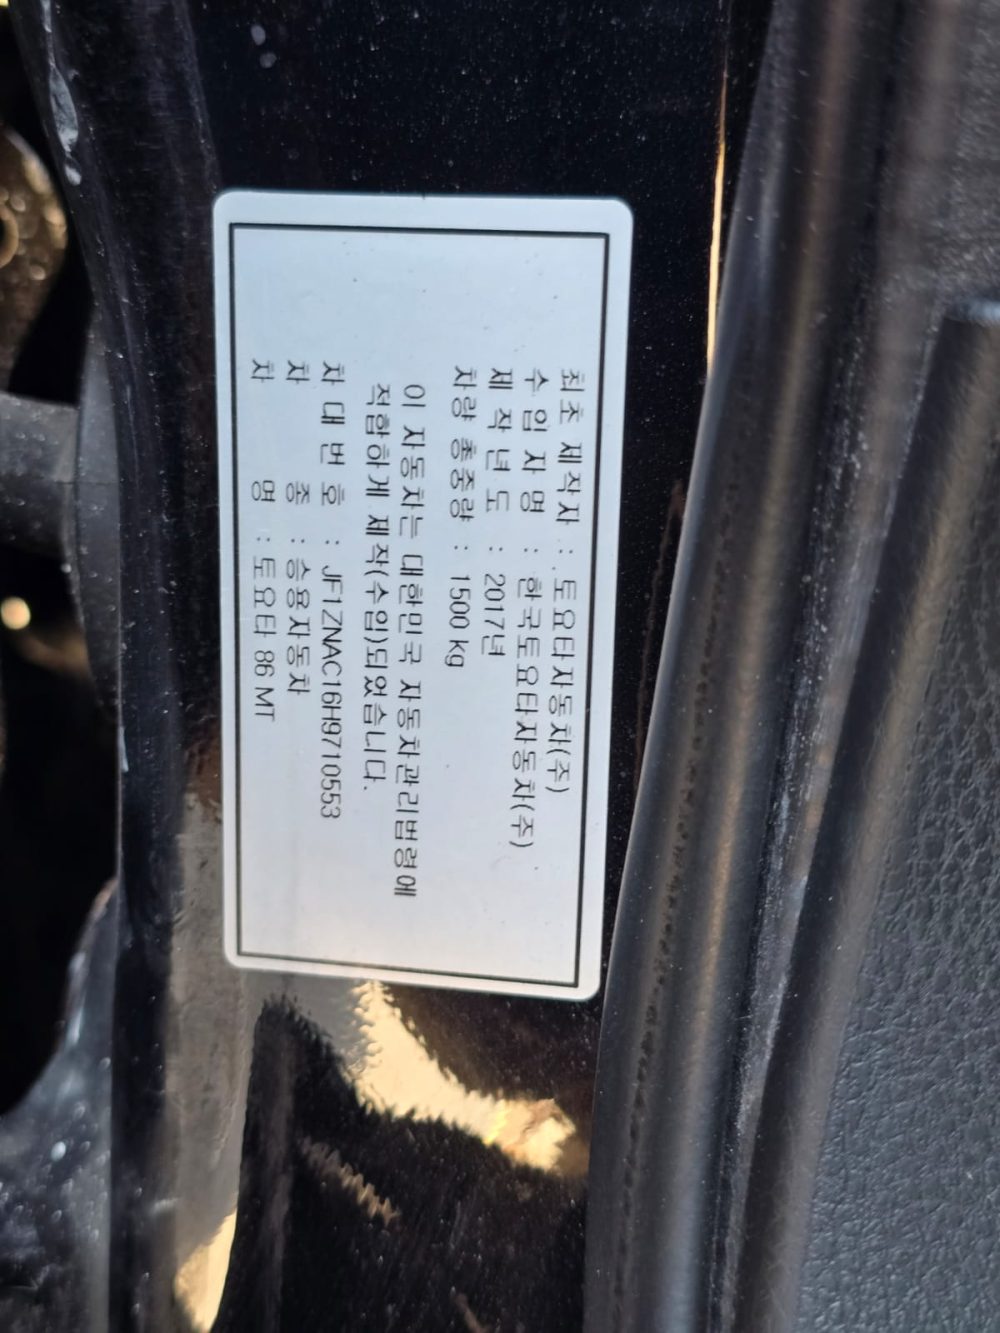 최초 제작자 : 토요타자동차(주)
수 입 자 명 : 한국토요타자동차(주)
제 작 년 도 : 2017년
차량 총중량 : 1500 kg
이 자동차는 대한민국 자동차관리법령에
적합하게 제작(수입)되었습니다.
차 대 번 호 : JF1ZNAC16H9710553
차 종 : 승용자동차
차 명 : 토요타 86 MT